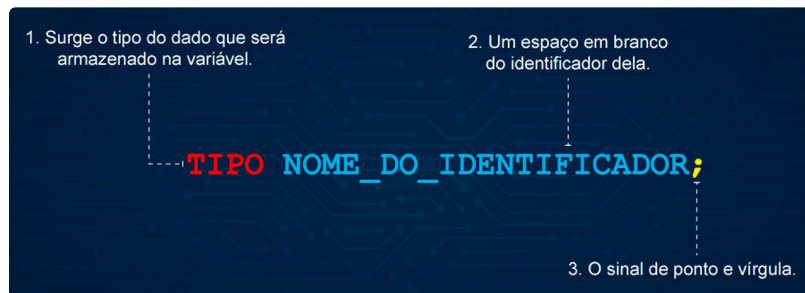 1. Surge o tipo do dado que será
armazenado na variável.
2. Um espaço em branco
do identificador dela.
TIPO NOME_DO_IDENTIFICADOR;
3. O sinal de ponto e vírgula.